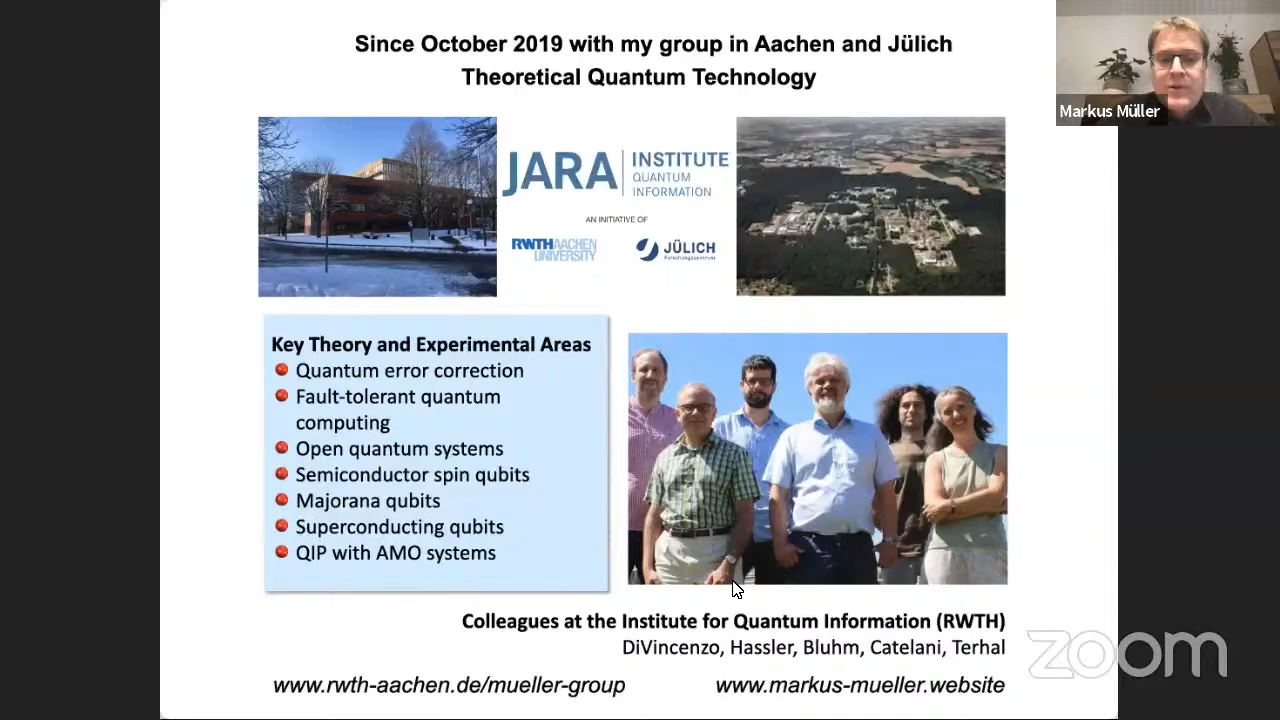 Since October 2019 with my group in Aachen and Jülich
Theoretical Quantum Technology
Markus Müller
JARA INSTITUTE
QUANTUM
INFORMATION
AN INITIATIVE OF
RWTHAACHEN
UNIVERSITY
JÜLICH
Forschungszentrum
Key Theory and Experimental Areas
Quantum error correction
Fault-tolerant quantum
computing
Open quantum systems
Semiconductor spin qubits
Majorana qubits
Superconducting qubits
QIP with AMO systems
Colleagues at the Institute for Quantum Information (RWTH)
DiVincenzo, Hassler, Bluhm, Catelani, Terhal
www.rwth-aachen.de/mueller-group
www.markus-mueller.website
zoom